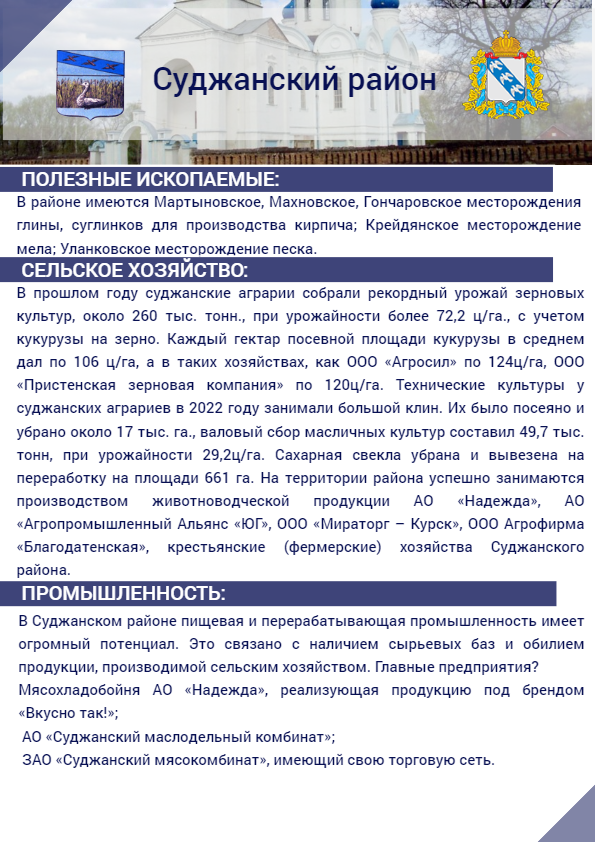 Суджанский район
ПОЛЕЗНЫЕ ИСКОПАЕМЫЕ:
В районе имеются Мартыновское, Махновское, Гончаровское месторождения
глины, суглинков для производства кирпича; Крейдянское месторождение
мела; Уланковское месторождение песка.
СЕЛЬСКОЕ ХОЗЯЙСТВО:
В прошлом году суджанские аграрии собрали рекордный урожай зерновых
культур, около 260 тыс. тонн., при урожайности более 72,2 ц/га., с учетом
кукурузы на зерно. Каждый гектар посевной площади кукурузы в среднем
дал по 106 ц/га, а в таких хозяйствах, как ООО «Агросил» по 124ц/га, ООО
«Пристенская зерновая компания» по 120ц/га. Технические культуры у
суджанских аграриев в 2022 году занимали большой клин. Их было посеяно и
убрано около 17 тыс. га., валовый сбор масличных культур составил 49,7 тыс.
тонн, при урожайности 29,2ц/га. Сахарная свекла убрана и вывезена на
переработку на площади 661 га. На территории района успешно занимаются
производством животноводческой продукции АО «Надежда», АО
«Агропромышленный Альянс «ЮГ», ООО «Мираторг – Курск», ООО Агрофирма
«Благодатенская», крестьянские (фермерские) хозяйства Суджанского
района.
ПРОМЫШЛЕННОСТЬ:
В Суджанском районе пищевая и перерабатывающая промышленность имеет
огромный потенциал. Это связано с наличием сырьевых баз и обилием
продукции, производимой сельским хозяйством. Главные предприятия?
Мясохладобойня АО «Надежда», реализующая продукцию под брендом
«Вкусно так!»;
АО «Суджанский маслодельный комбинат»;
ЗАО «Суджанский мясокомбинат», имеющий свою торговую сеть.